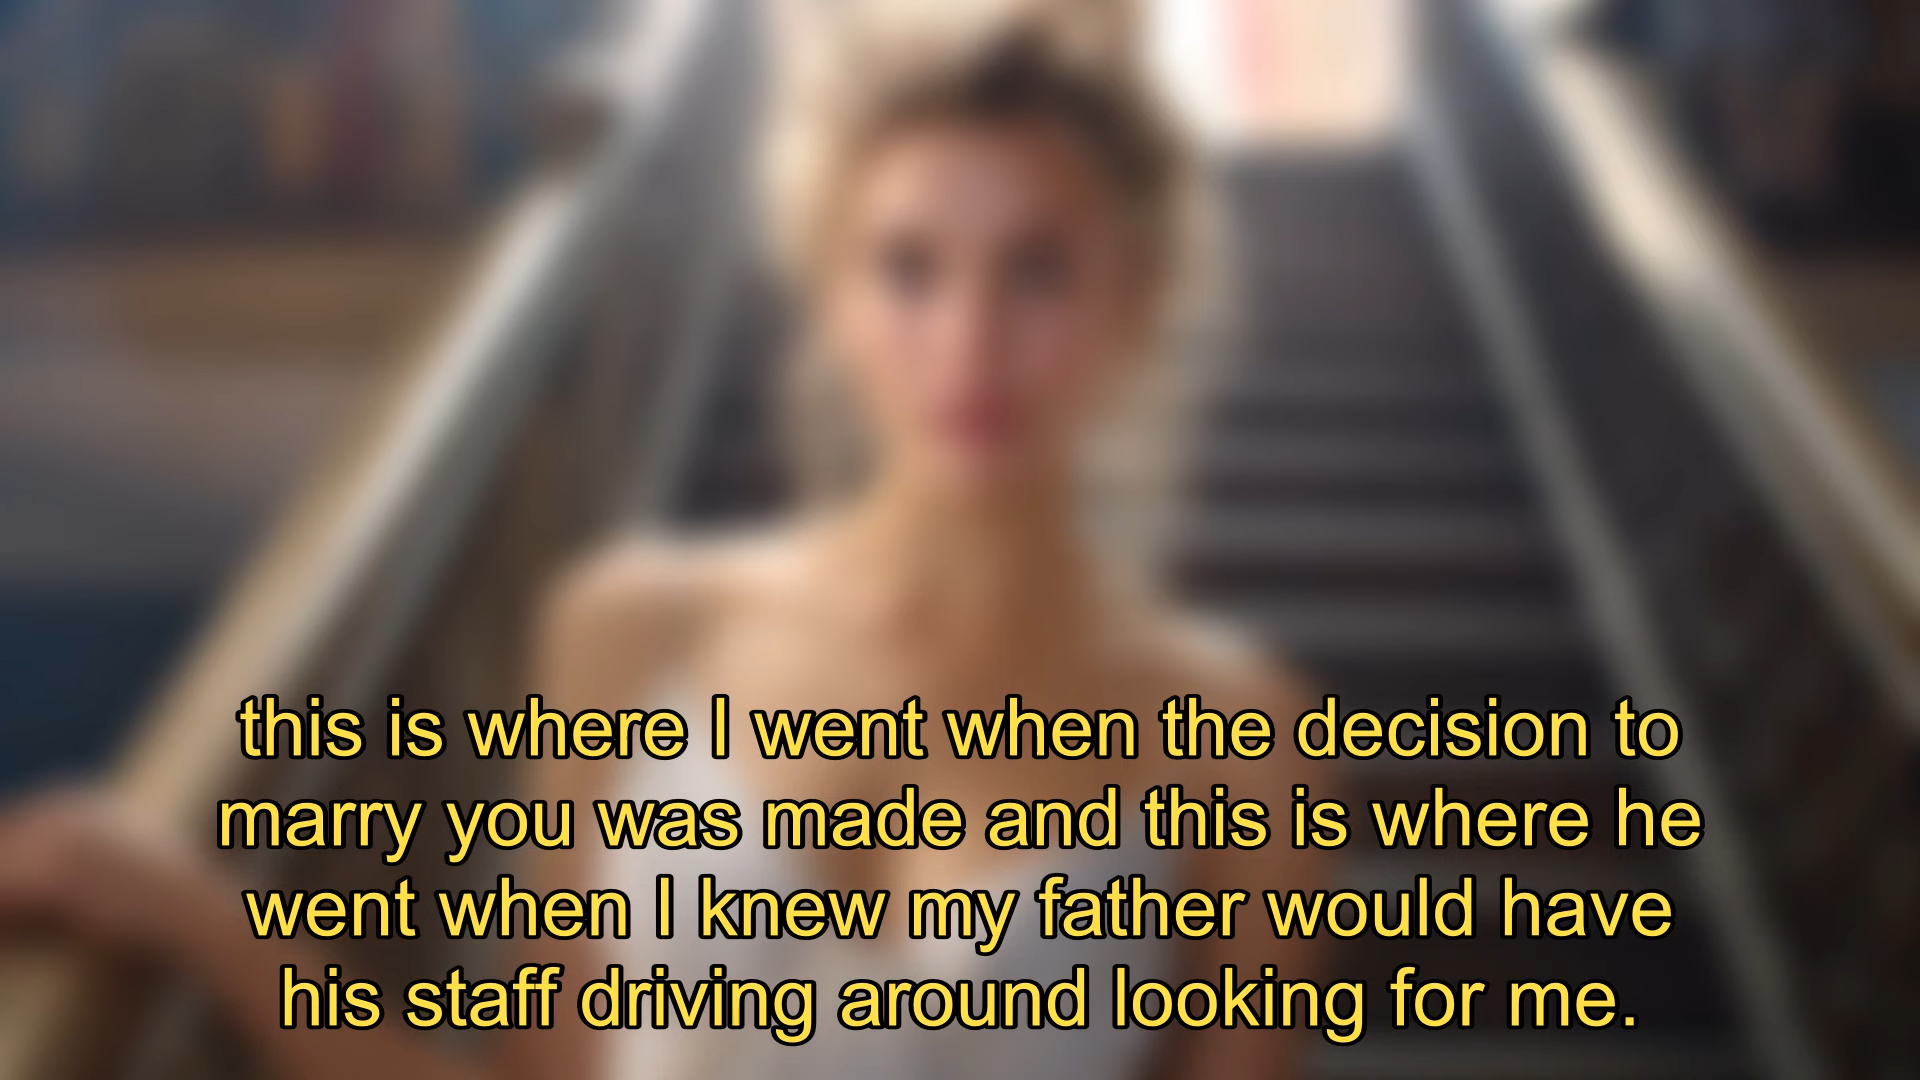 this is where I went when the decision to
marry you was made and this is where he
went when I knew my father would have
his staff driving around looking for me.